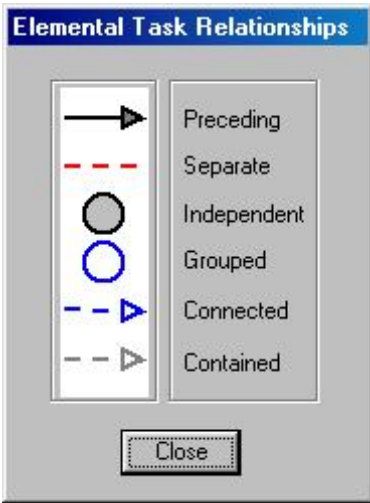 Elemental Task Relationships
Preceding
Separate
Independent
Grouped
Connected
Contained
Close